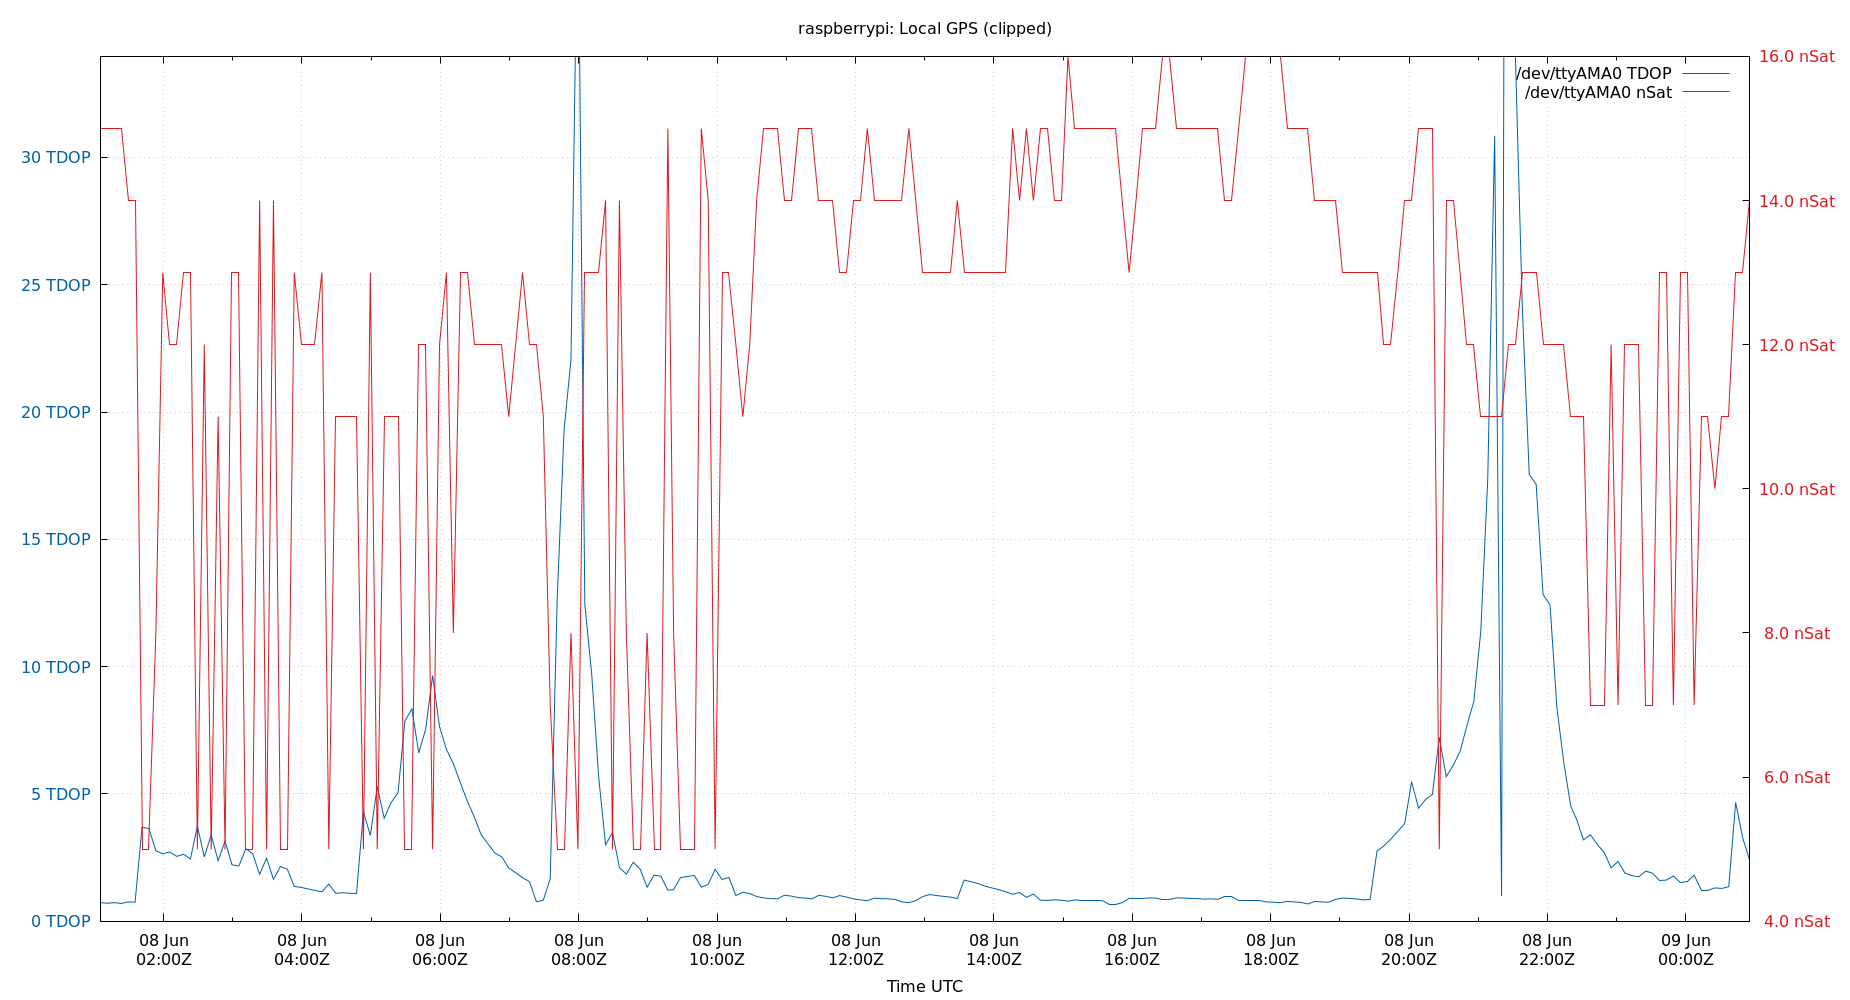 raspberrypi: Local GPS (clipped)
16.0 nSat
/dev/ttyAMA0 TDOP
/dev/ttyAMA0 nSat
30 TDOP
14.0 nSat
25 TDOP
12.0 nSat
20 TDOP
10.0 nSat
15 TDOP
8.0 nSat
10 TDOP
6.0 nSat
5 TDOP
0 TDOP
4.0 nSat
08 Jun 08 Jun 08 Jun 08 Jun 08 Jun 08 Jun 08 Jun 08 Jun 08 Jun 08 Jun 08 Jun 09 Jun
02:00Z 04:00Z 06:00Z 08:00Z 10:00Z 12:00Z 14:00Z 16:00Z 18:00Z 20:00Z 22:00Z 00:00Z
Time UTC